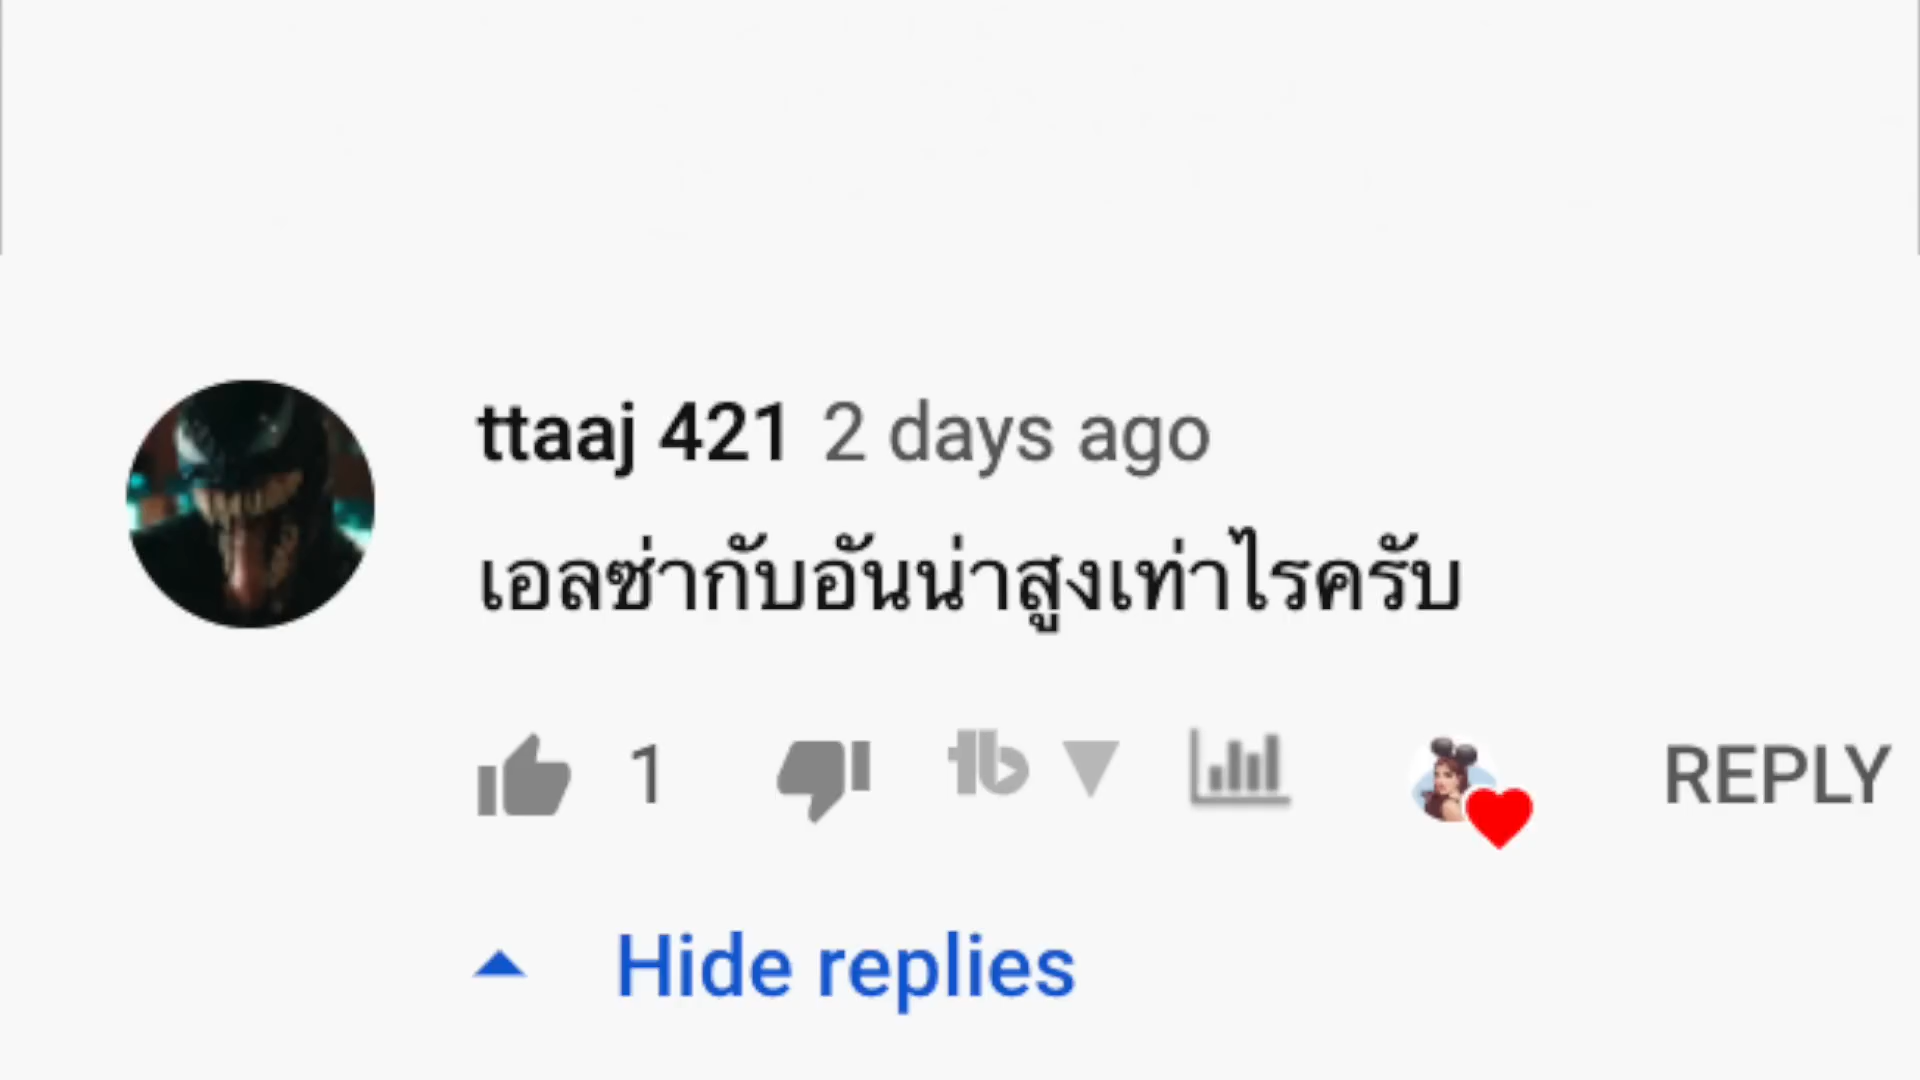 ttaaj 421 2 days ago
เอลซ่ากับอันน่าสูงเท่าไรครับ
1 tb REPLY
Hide replies